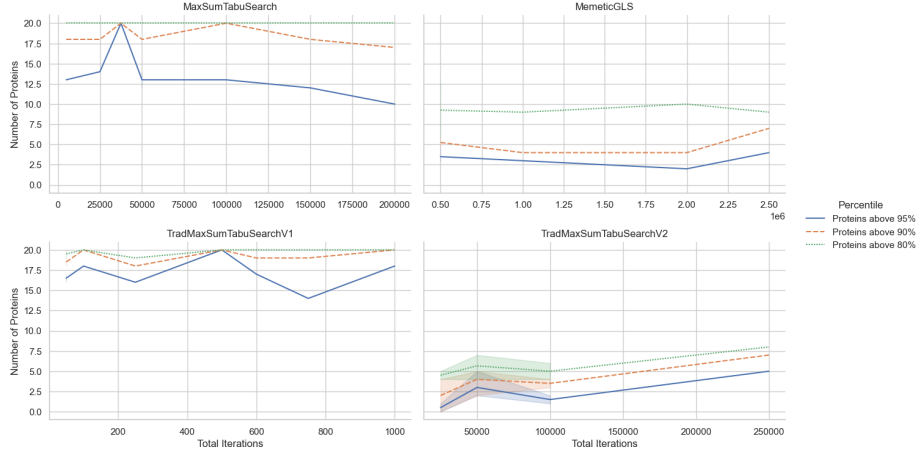 MaxSumTabuSearch
MemeticGLS
Number of Proteins
20.0
17.5
15.0
12.5
10.0
7.5
5.0
2.5
0.0
0 25000 50000 75000 100000 125000 150000 175000 200000
0.50 0.75 1.00 1.25 1.50 1.75 2.00 2.25 2.50
1e6
Percentile
Proteins above 95%
Proteins above 90%
Proteins above 80%
TradMaxSumTabuSearchV1
TradMaxSumTabuSearchV2
Number of Proteins
20.0
17.5
15.0
12.5
10.0
7.5
5.0
2.5
0.0
200 400 600 800 1000
50000 100000 150000 200000 250000
Total Iterations
Total Iterations